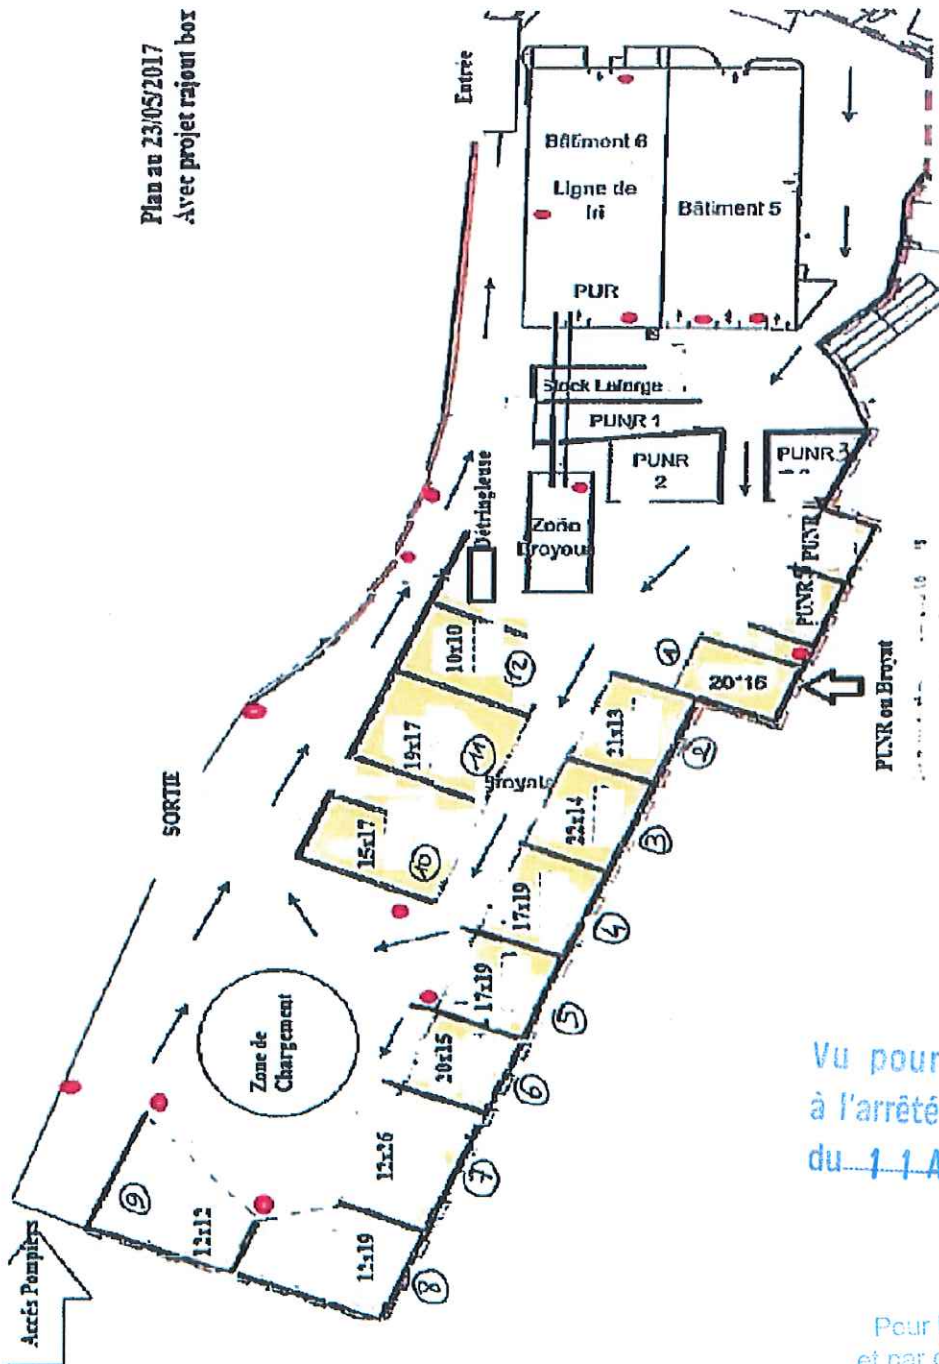 Plan au 23/05/2017
Avec projet rajout box
Entrée
Bâtiment 6
Ligne de
tri
PUR
Bâtiment 5
Stock Lafarge
PUNR 1
PUNR
2
PUNR 3
PUNR
PUNR
Zone
Broyour
Détringleuse
SORTIE
10x10
12
19x17
11
15x17
10
Broyats
1
20*16
PUNR ou Broyat
21x13
2
22x14
3
17x19
4
17x19
5
20x15
6
12x26
7
12x19
8
12x12
9
Zone de
Chargement
Accès Pompiers
Vu pour
à l'arrêté
du 11 A
Pour
et par